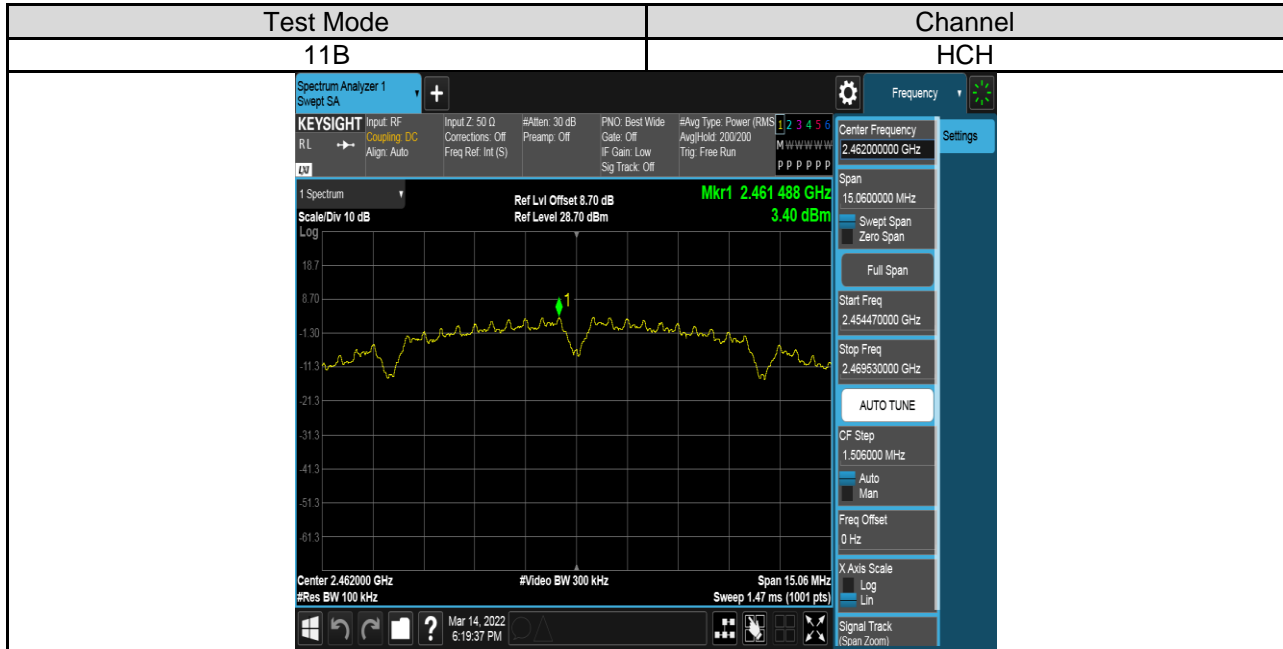 Test Mode Channel
11B HCH
Spectrum Analyzer 1
Swept SA
+
Frequency
KEYSIGHT
RL
LXI
Input: RF
Coupling: DC
Align: Auto
Input Z: 50 Ω
Corrections: Off
Freq Ref: Int (S)
#Atten: 30 dB
Preamp: Off
PNO: Best Wide
Gate: Off
IF Gain: Low
Sig Track: Off
#Avg Type: Power (RMS
Avg|Hold: 200/200
Trig: Free Run
1 2 3 4 5 6
M W W W W W
P P P P P P
1 Spectrum
Scale/Div 10 dB
Log
Ref Lvl Offset 8.70 dB
Ref Level 28.70 dBm
Mkr1 2.461 488 GHz
3.40 dBm
18.7
8.70
-1.30
-11.3
-21.3
-31.3
-41.3
-51.3
-61.3
1
Center 2.462000 GHz
#Res BW 100 kHz
#Video BW 300 kHz
Span 15.06 MHz
Sweep 1.47 ms (1001 pts)
?
Mar 14, 2022
6:19:37 PM
Center Frequency
2.462000000 GHz
Settings
Span
15.0600000 MHz
Swept Span
Zero Span
Full Span
Start Freq
2.454470000 GHz
Stop Freq
2.469530000 GHz
AUTO TUNE
CF Step
1.506000 MHz
Auto
Man
Freq Offset
0 Hz
X Axis Scale
Log
Lin
Signal Track
(Span Zoom)